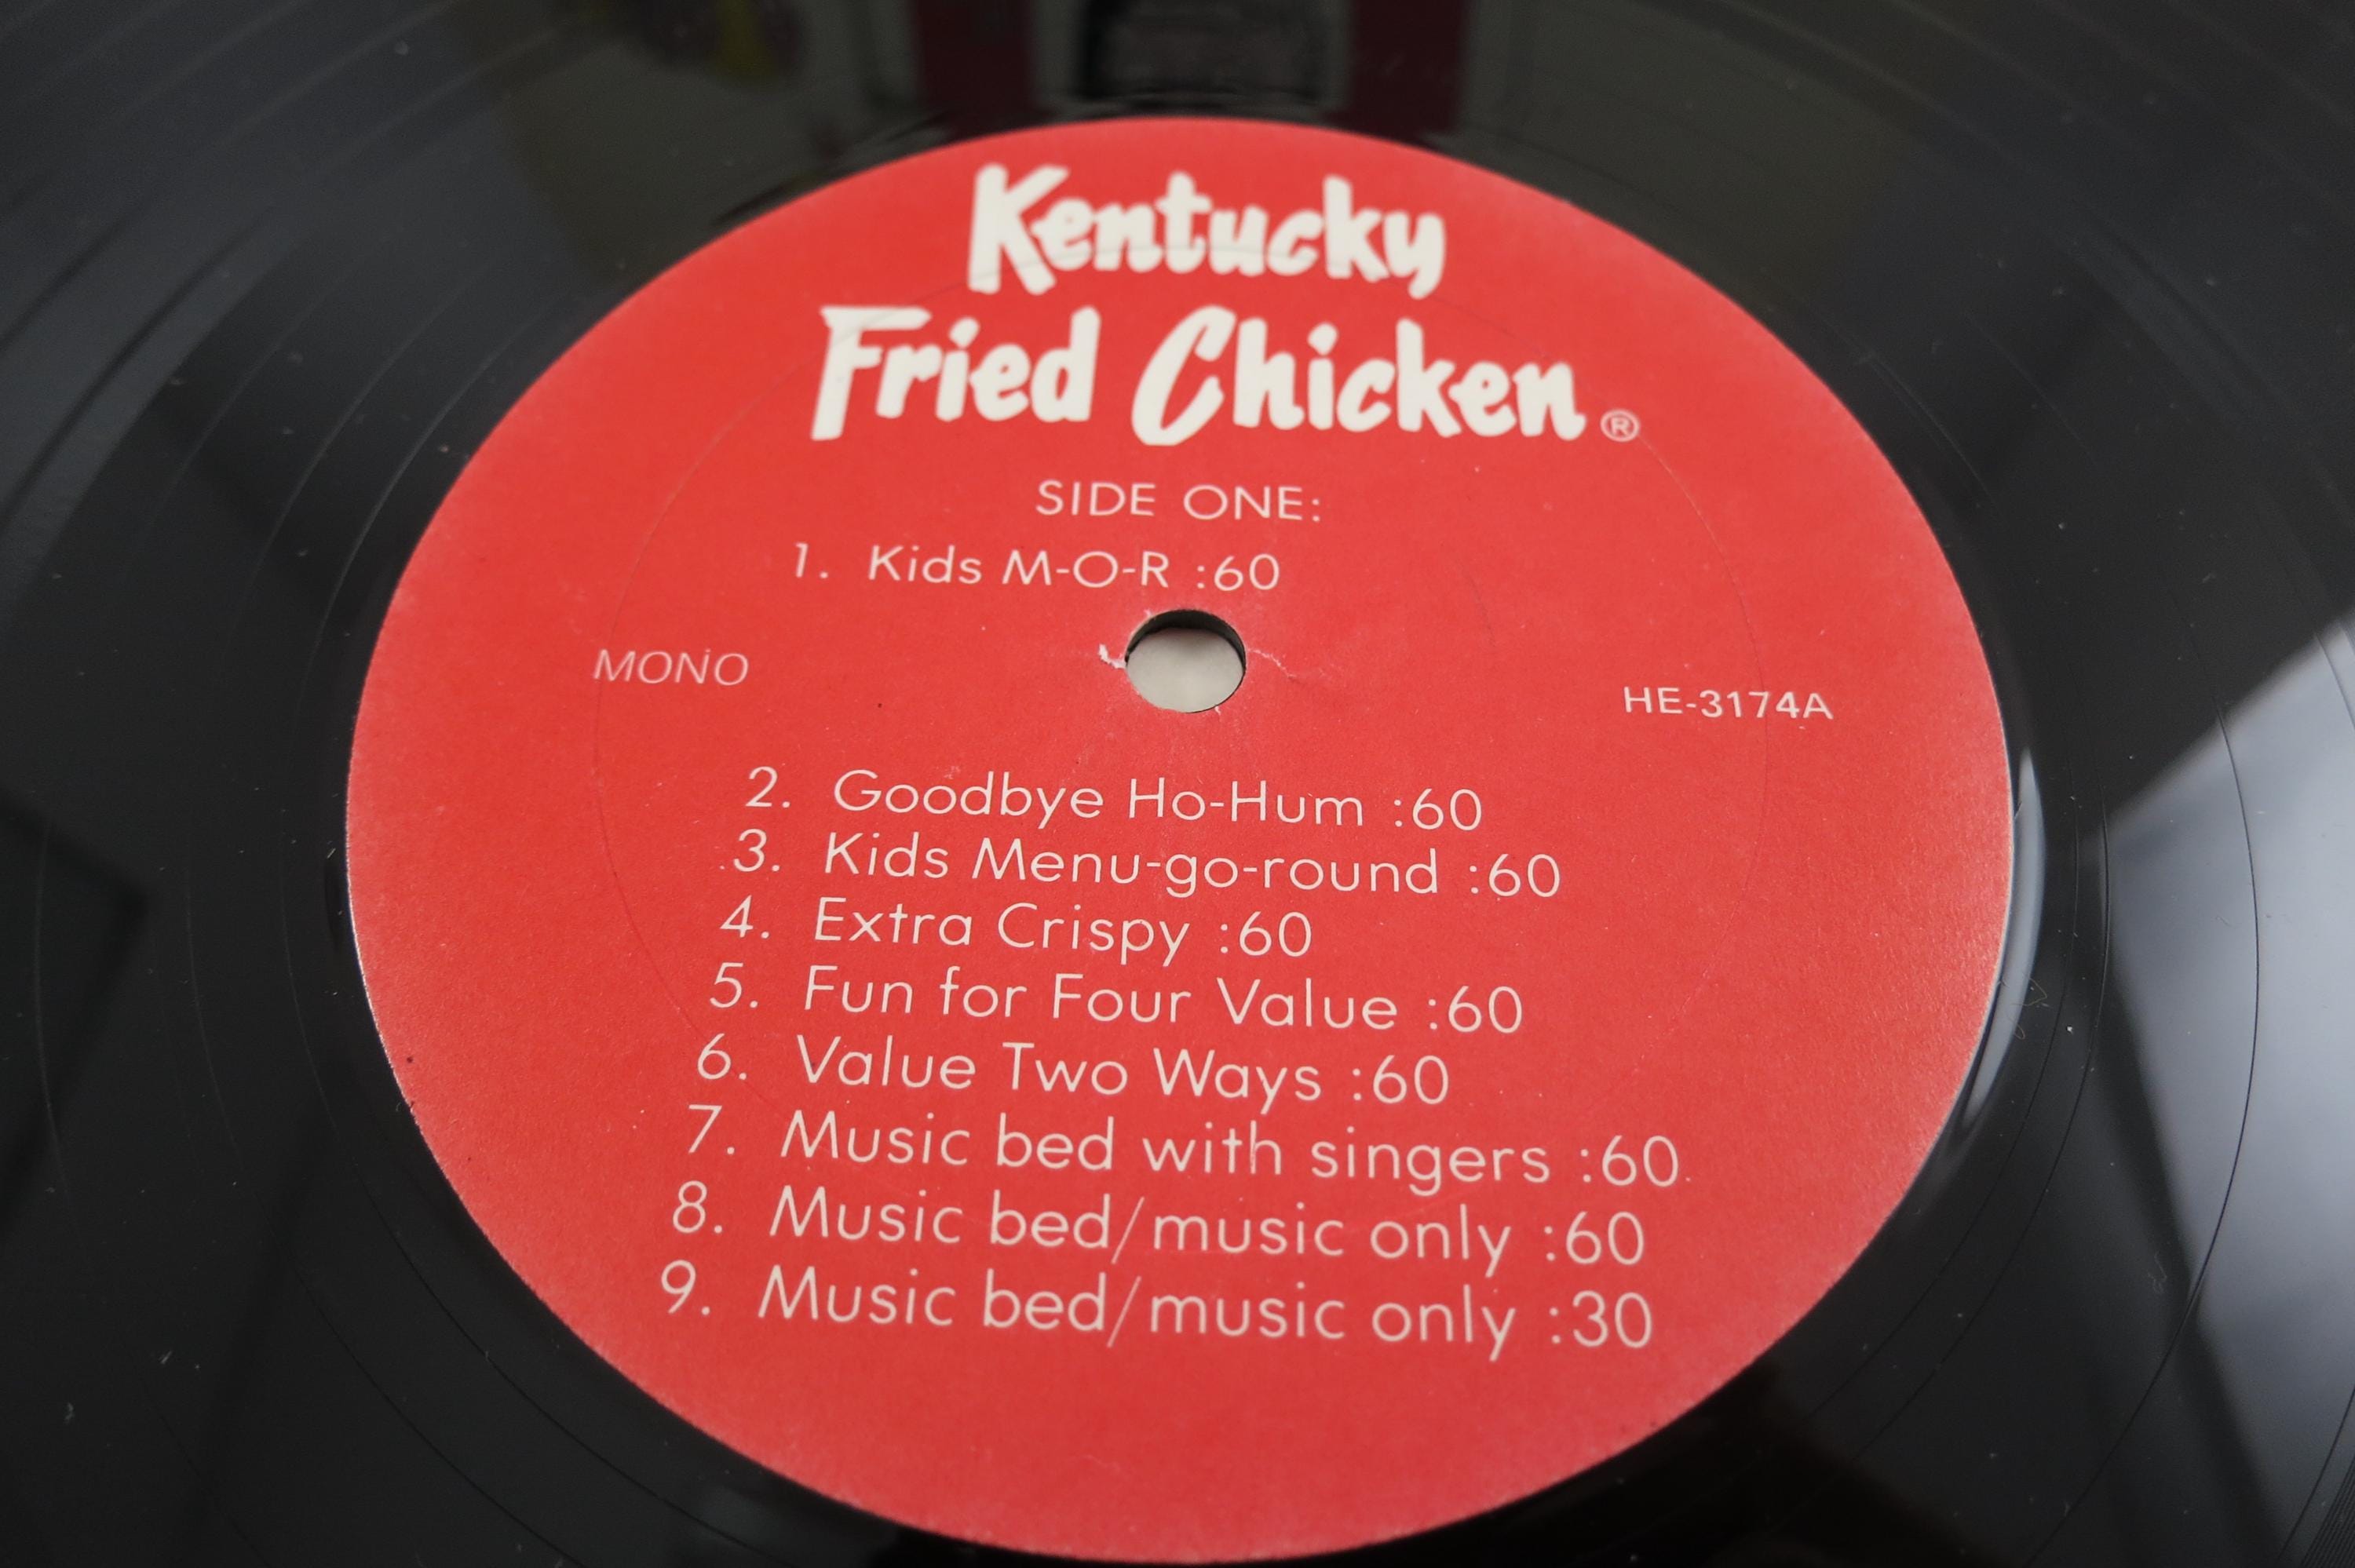 Kentucky
Fried Chicken ®
SIDE ONE:
1. Kids M-O-R :60
MONO
HE-3174A
2. Goodbye Ho-Hum :60
3. Kids Menu-go-round :60
4. Extra Crispy :60
5. Fun for Four Value :60
6. Value Two Ways :60
7. Music bed with singers :60
8. Music bed/music only :60
9. Music bed/music only :30